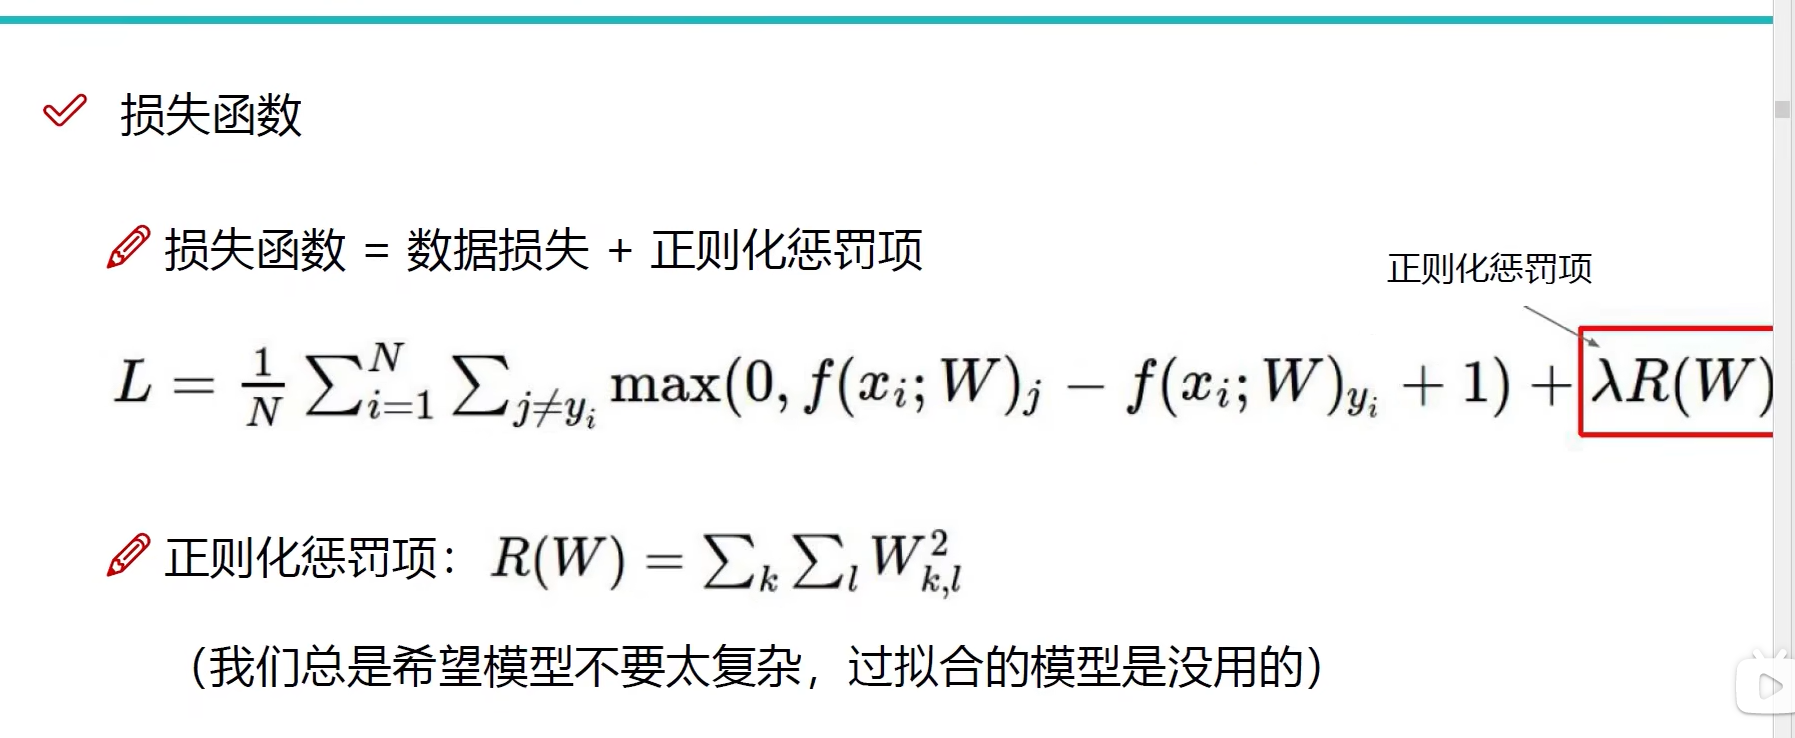 损失函数
损失函数 = 数据损失 + 正则化惩罚项
正则化惩罚项
L = \frac{1}{N} \sum_{i=1}^{N} \sum_{j \neq y_i} \max(0, f(x_i; W)_j - f(x_i; W)_{y_i} + 1) + \lambda R(W)
正则化惩罚项： R(W) = \sum_k \sum_l W_{k,l}^2
（我们总是希望模型不要太复杂，过拟合的模型是没用的）